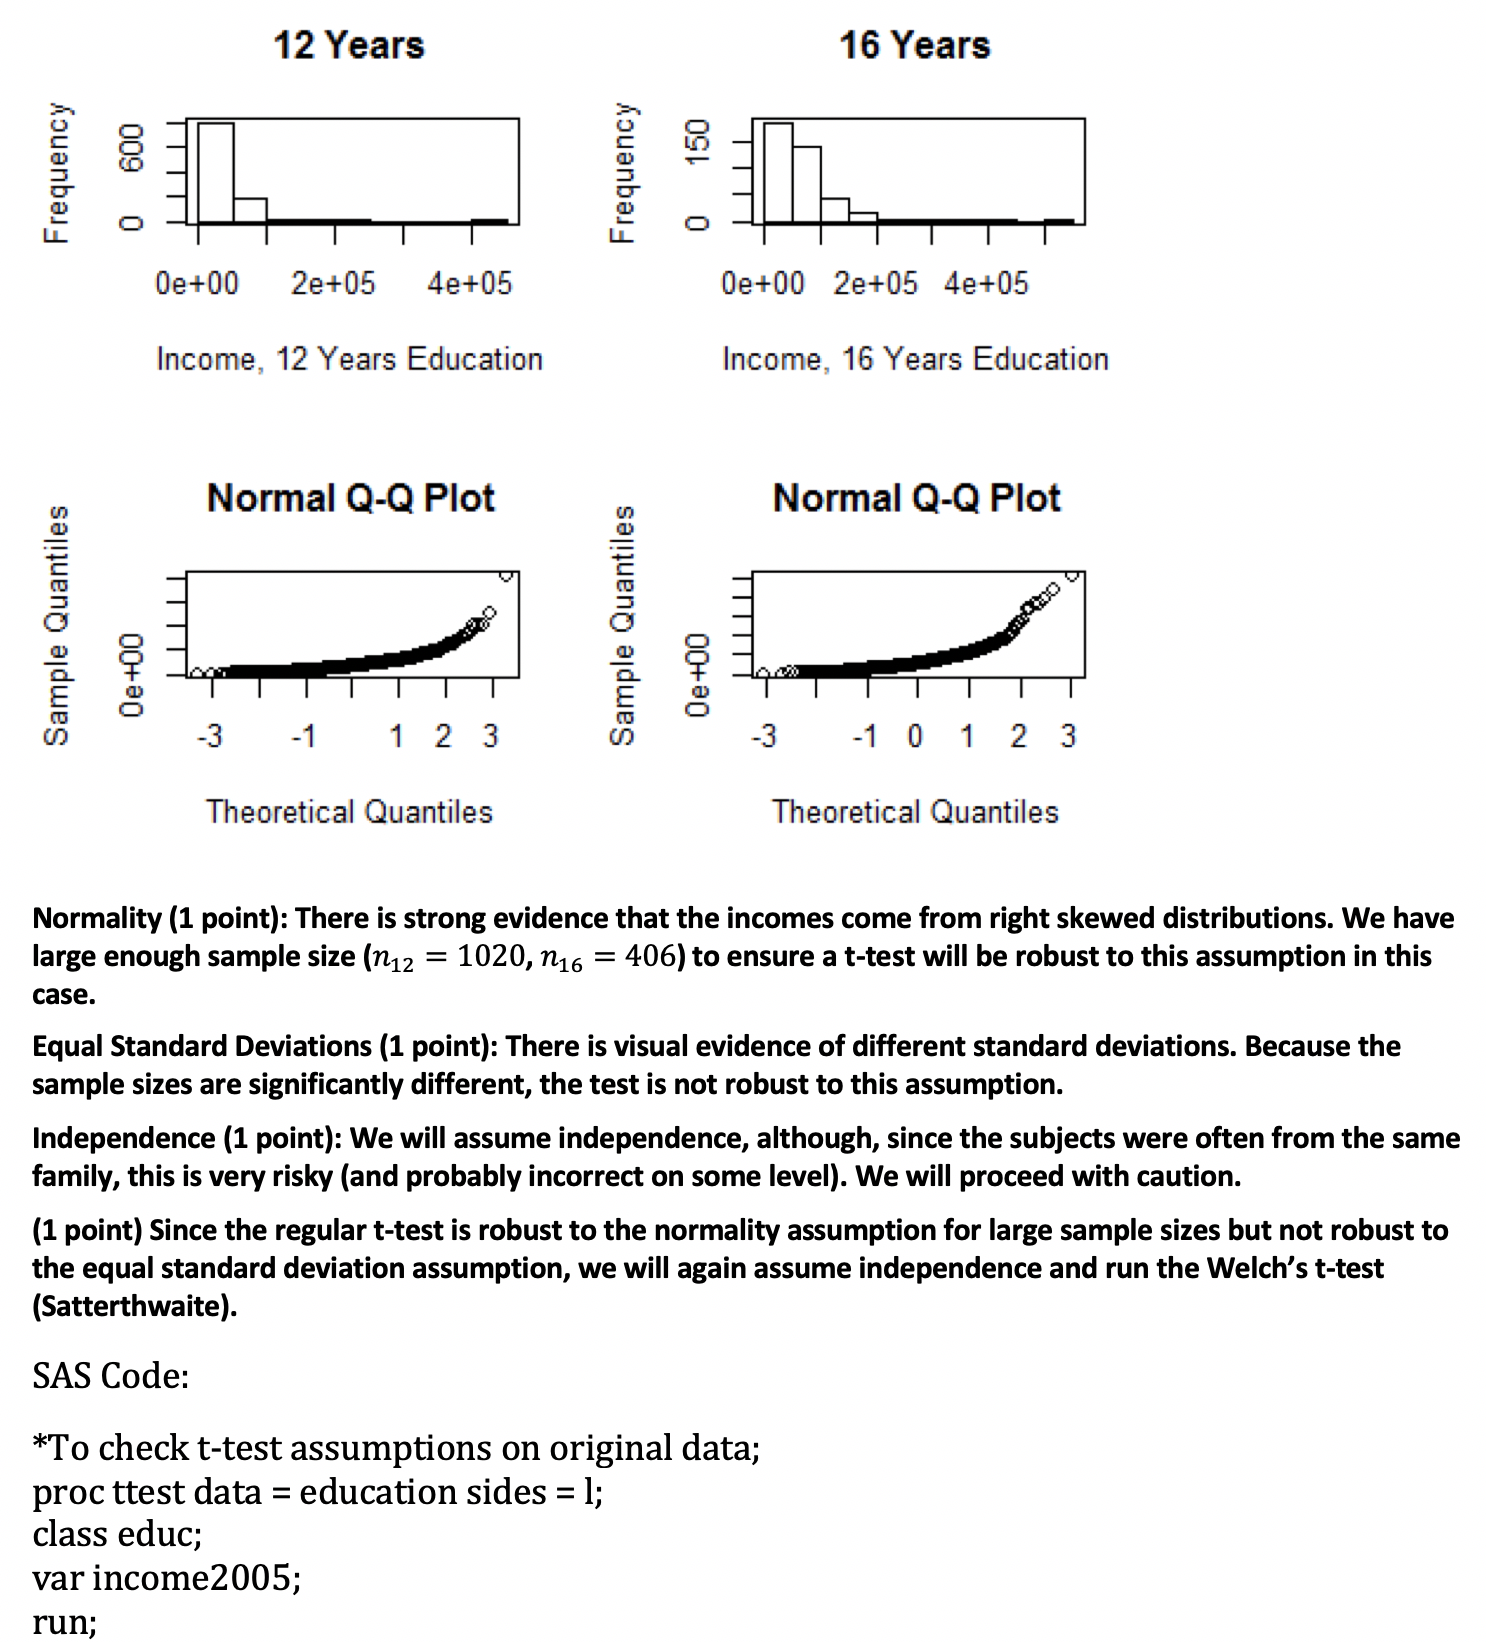 12 Years
16 Years
Frequency
0 600
0e+00 2e+05 4e+05
Income, 12 Years Education
Frequency
0 150
0e+00 2e+05 4e+05
Income, 16 Years Education
Normal Q-Q Plot
Normal Q-Q Plot
Sample Quantiles
0e+00
-3 -1 1 2 3
Theoretical Quantiles
Sample Quantiles
0e+00
-3 -1 0 1 2 3
Theoretical Quantiles
Normality (1 point): There is strong evidence that the incomes come from right skewed distributions. We have
large enough sample size (n₁₂ = 1020, n₁₆ = 406) to ensure a t-test will be robust to this assumption in this
case.
Equal Standard Deviations (1 point): There is visual evidence of different standard deviations. Because the
sample sizes are significantly different, the test is not robust to this assumption.
Independence (1 point): We will assume independence, although, since the subjects were often from the same
family, this is very risky (and probably incorrect on some level). We will proceed with caution.
(1 point) Since the regular t-test is robust to the normality assumption for large sample sizes but not robust to
the equal standard deviation assumption, we will again assume independence and run the Welch’s t-test
(Satterthwaite).
SAS Code:
*To check t-test assumptions on original data;
proc ttest data = education sides = l;
class educ;
var income2005;
run;